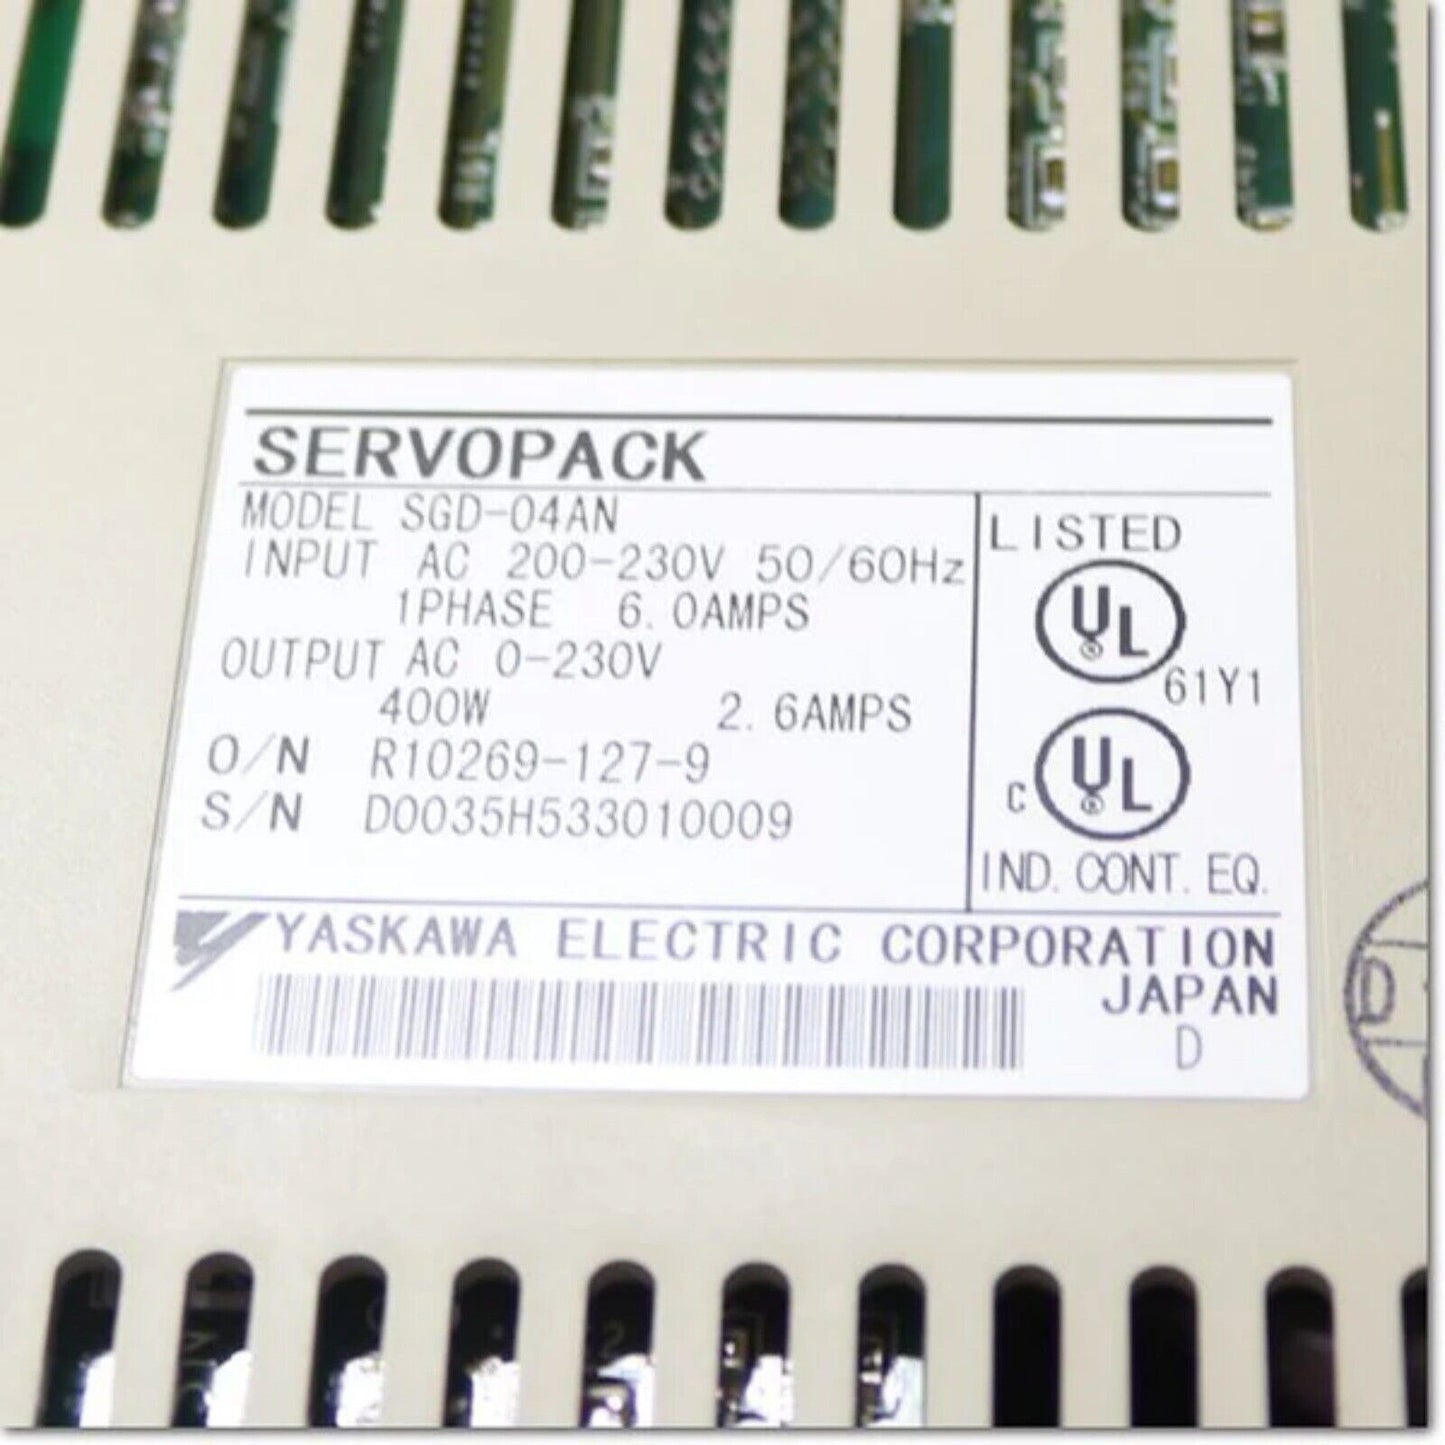 SERVOPACK
MODEL SGD-04AN
INPUT AC 200-230V 50/60Hz
1PHASE 6.0AMPS
OUTPUT AC 0-230V
400W 2.6AMPS
O/N R10269-127-9
S/N D0035H533010009
LISTED
UL ®
61Y1
C UL ®
IND. CONT. EQ.
YASKAWA ELECTRIC CORPORATION
JAPAN
D